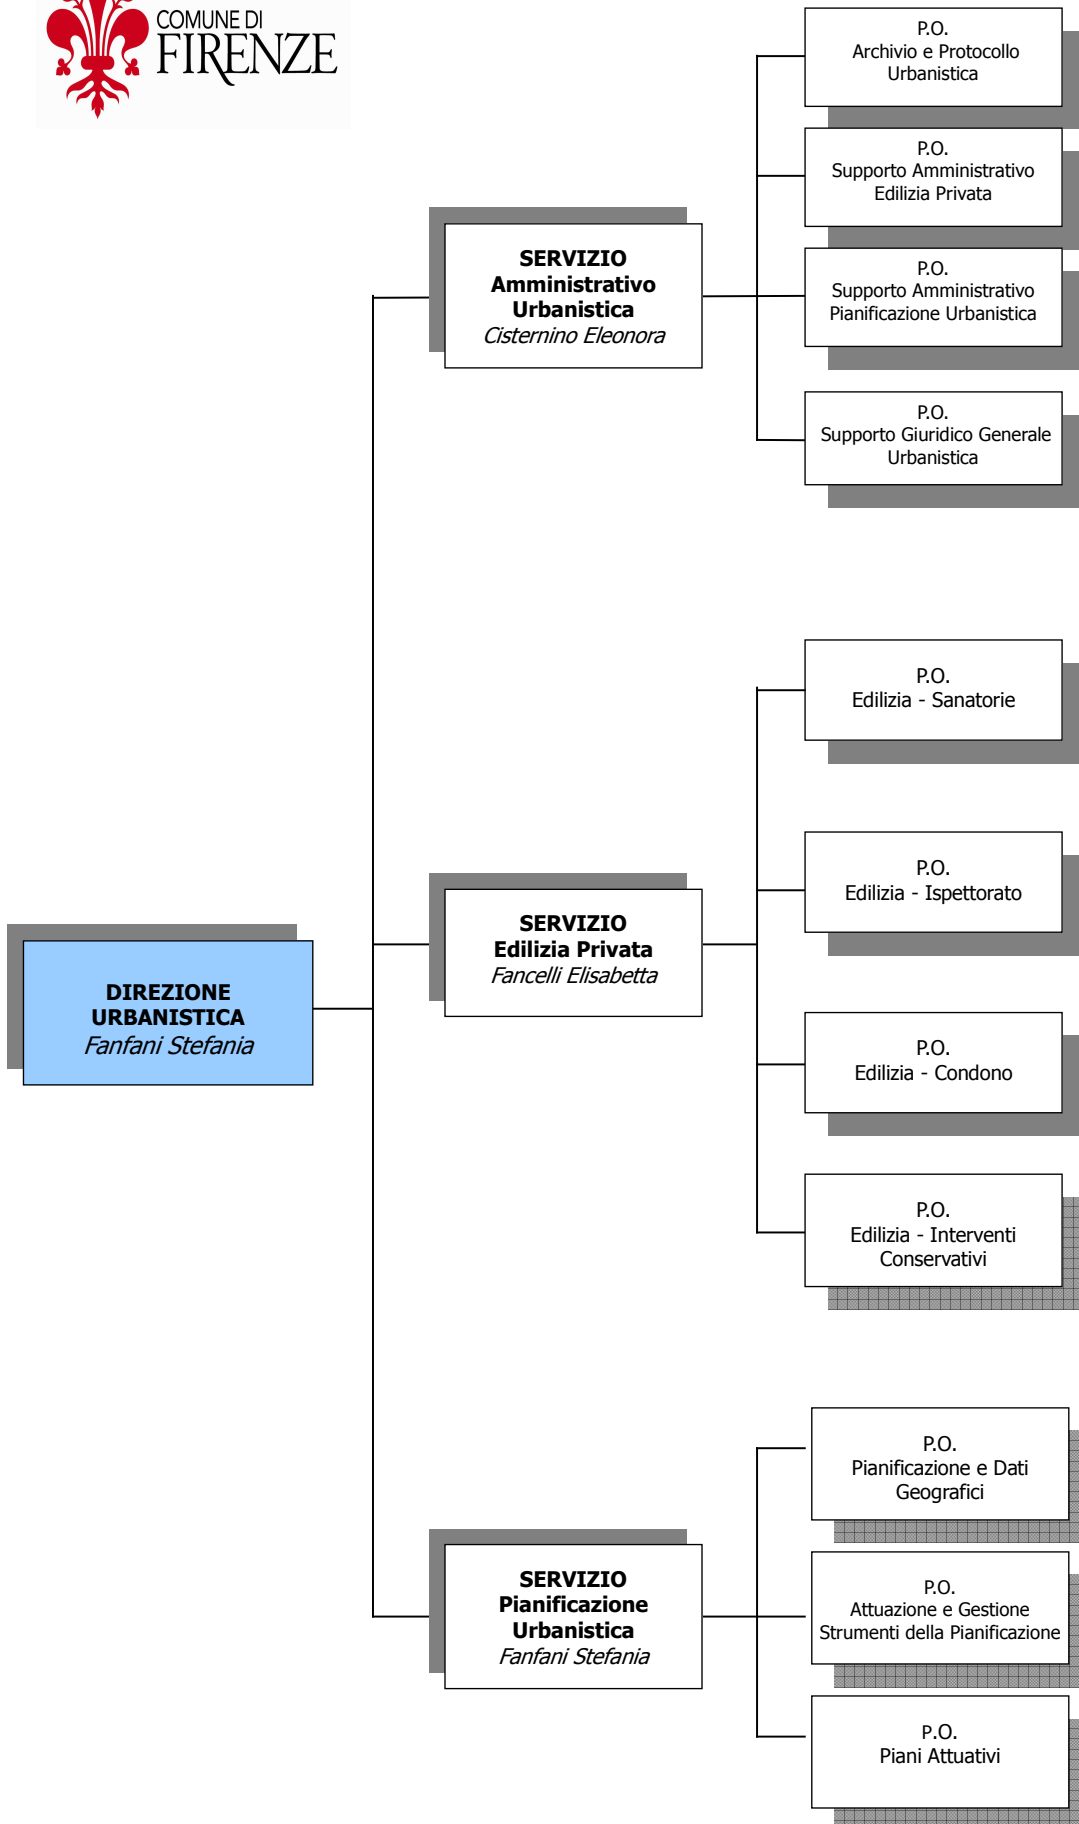 COMUNE DI
FIRENZE
P.O.
Archivio e Protocollo
Urbanistica
P.O.
Supporto Amministrativo
Edilizia Privata
SERVIZIO
Amministrativo
Urbanistica
Cisternino Eleonora
P.O.
Supporto Amministrativo
Pianificazione Urbanistica
P.O.
Supporto Giuridico Generale
Urbanistica
P.O.
Edilizia - Sanatorie
P.O.
Edilizia - Ispettorato
SERVIZIO
Edilizia Privata
Fancelli Elisabetta
DIREZIONE
URBANISTICA
Fanfani Stefania
P.O.
Edilizia - Condono
P.O.
Edilizia - Interventi
Conservativi
P.O.
Pianificazione e Dati
Geografici
SERVIZIO
Pianificazione
Urbanistica
Fanfani Stefania
P.O.
Attuazione e Gestione
Strumenti della Pianificazione
P.O.
Piani Attuativi